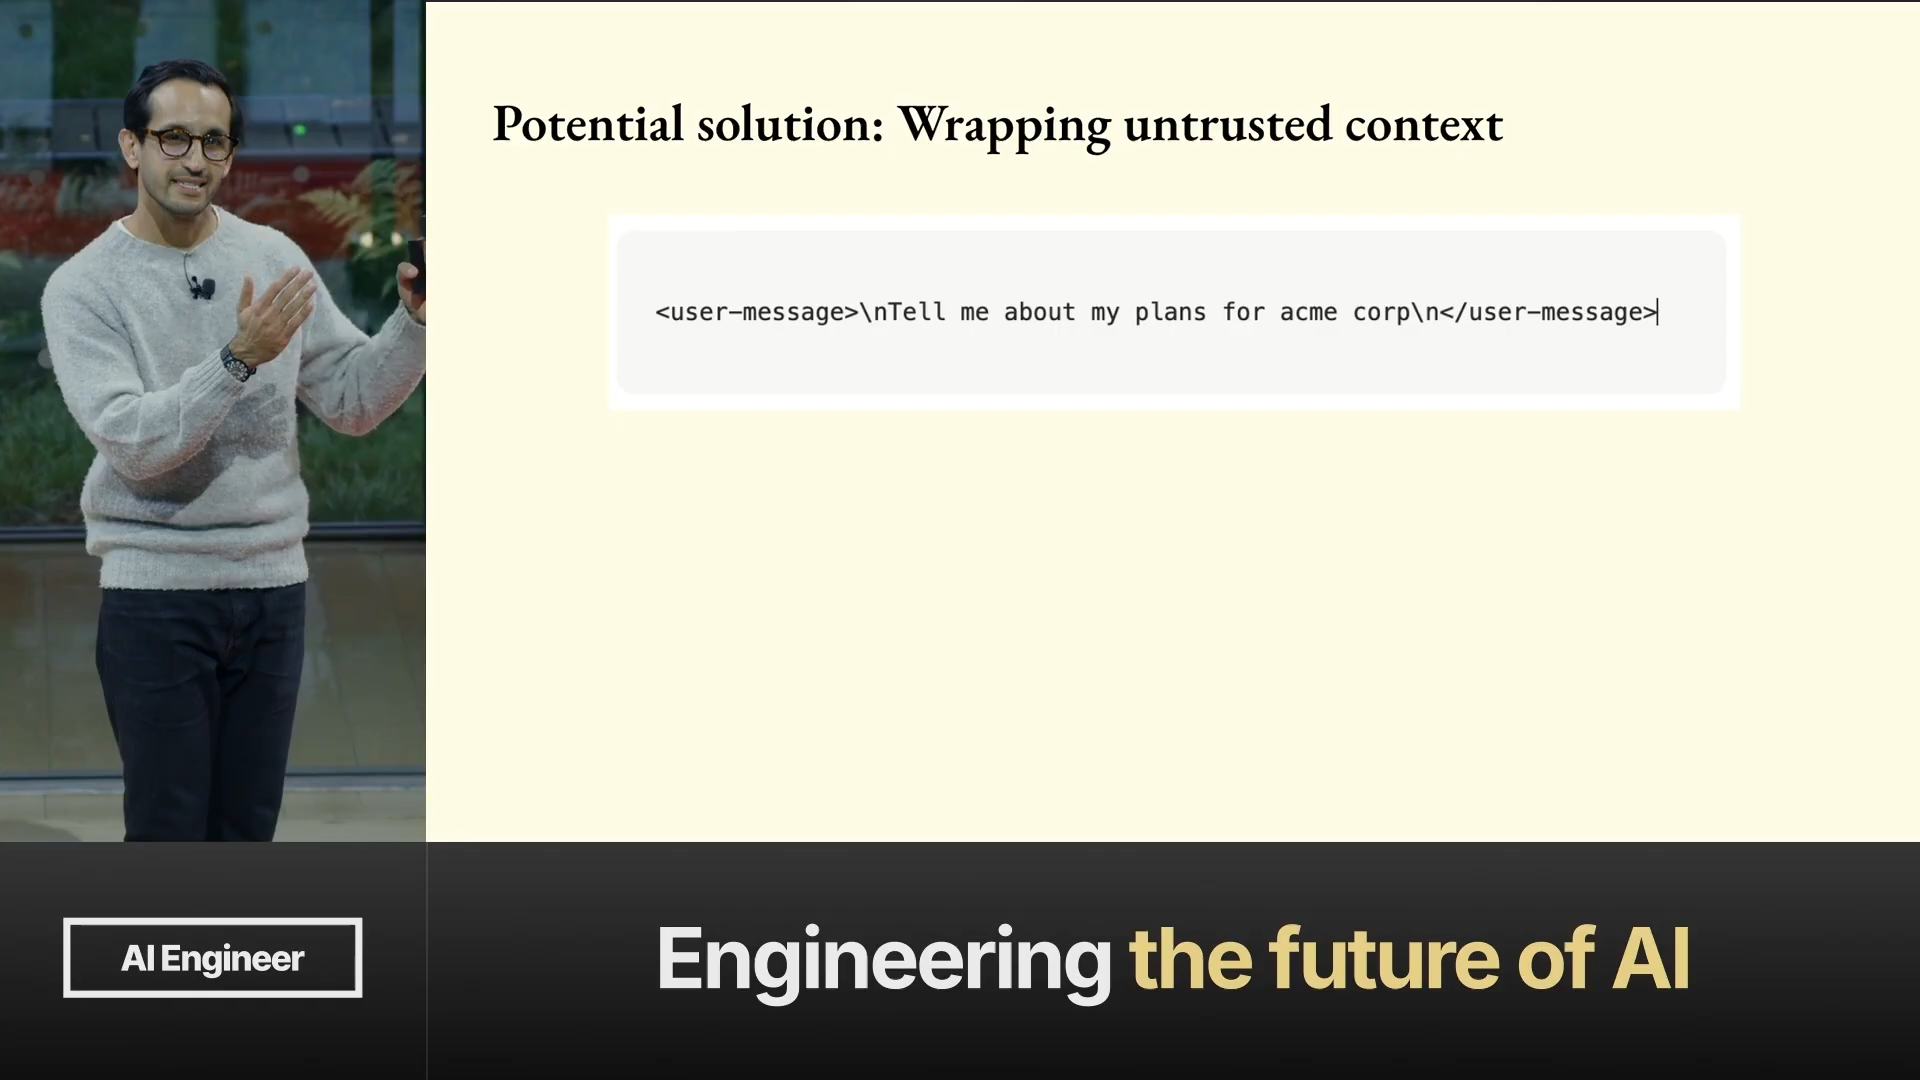 Potential solution: Wrapping untrusted context
<user-message>\nTell me about my plans for acme corp\n</user-message>
AI Engineer
Engineering the future of AI